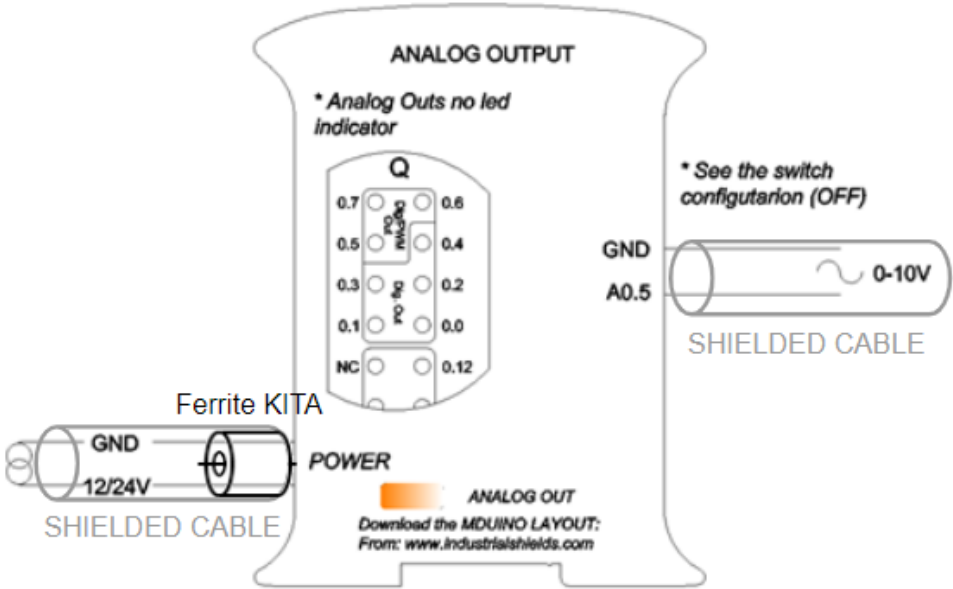 ANALOG OUTPUT
* Analog Outs no led
indicator
Q
0.7 0.6
Dig/PWM
Out
0.5 0.4
0.3 0.2
Dig. Out
0.1 0.0
NC 0.12
* See the switch
configutarion (OFF)
GND
0-10V
A0.5
SHIELDED CABLE
Ferrite KITA
GND
POWER
12/24V
SHIELDED CABLE
ANALOG OUT
Download the MDUINO LAYOUT:
From: www.industrialshields.com